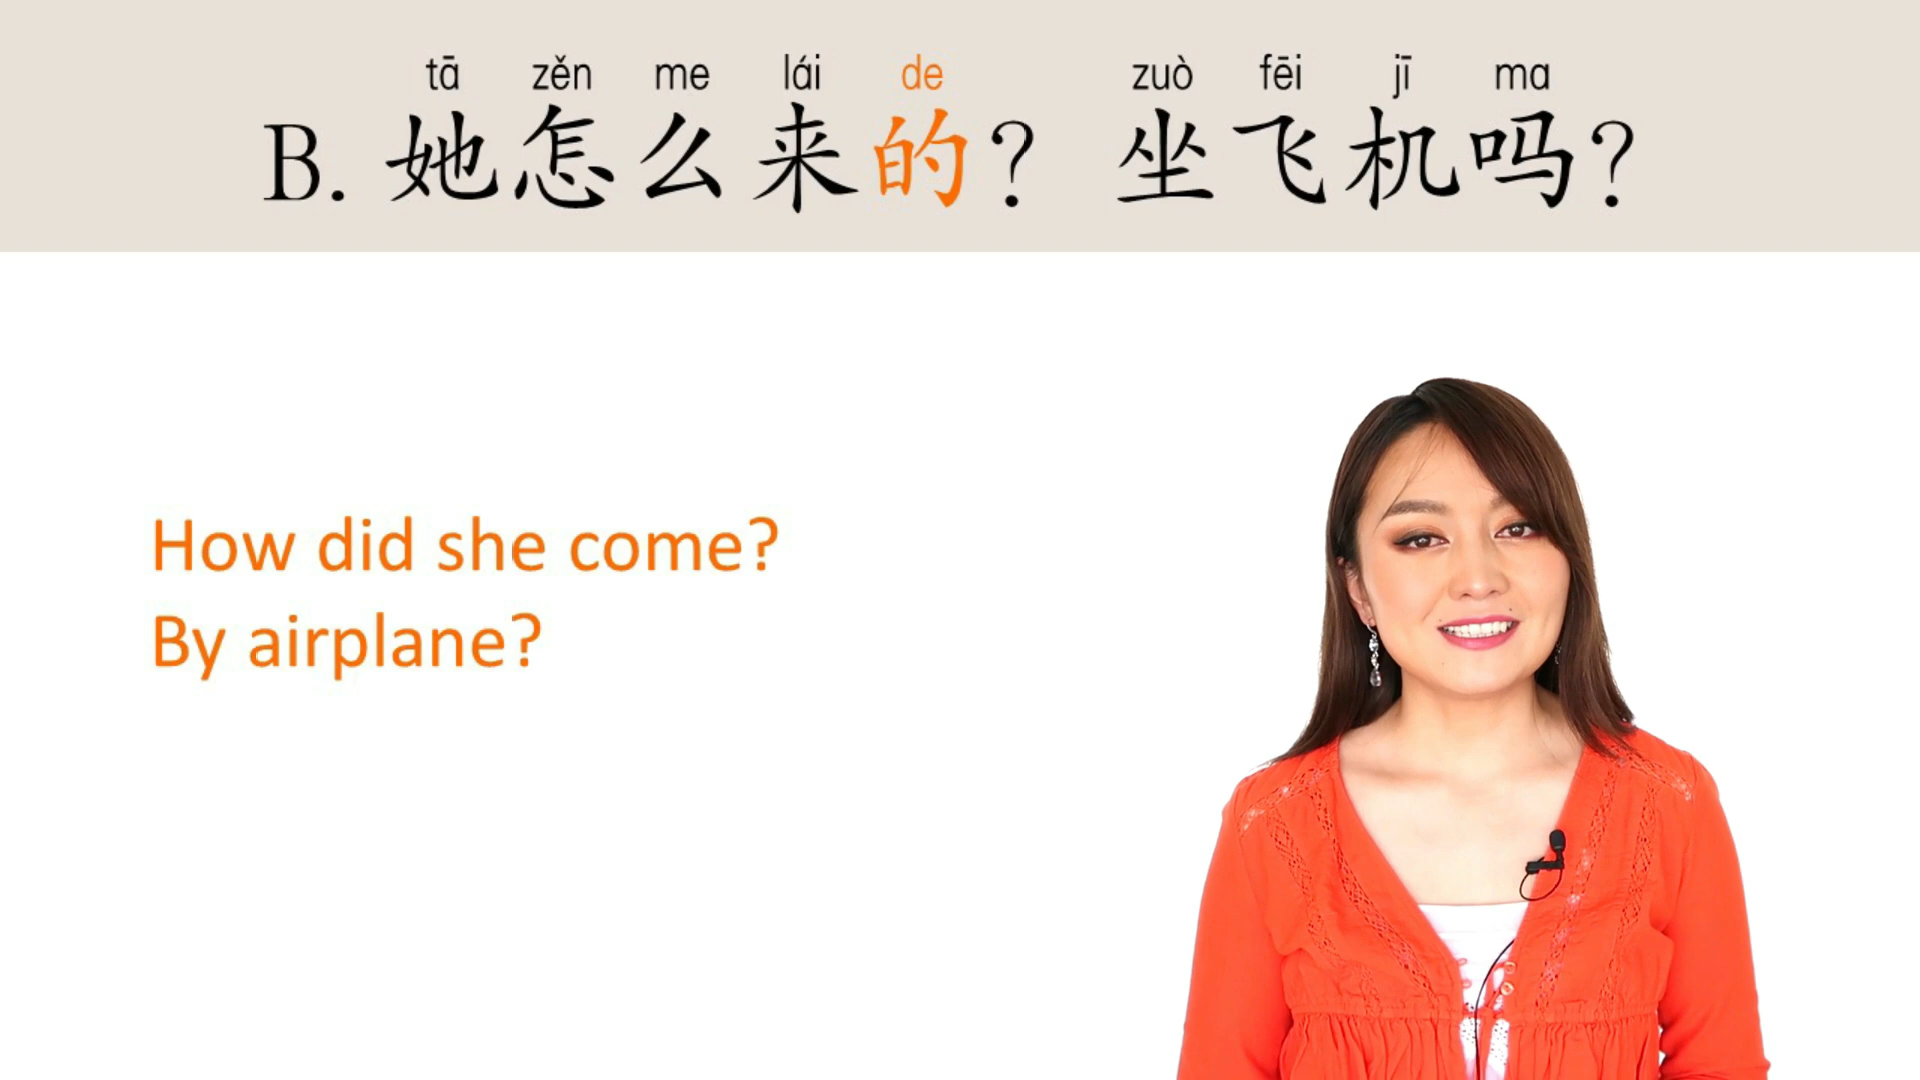 tā zěn me lái de zuò fēi jī ma
B. 她怎么来的？ 坐飞机吗？
How did she come?
By airplane?